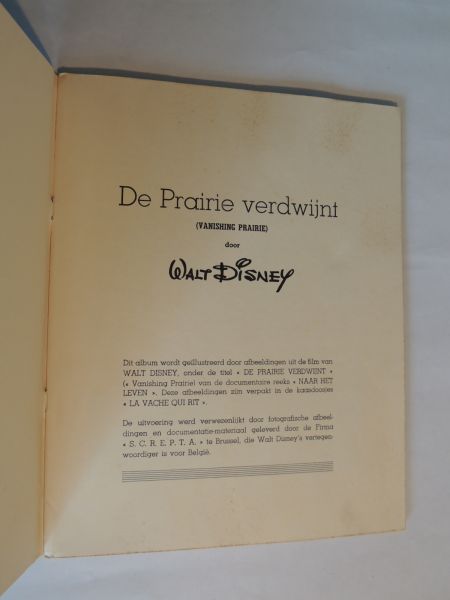 De Prairie verdwijnt
(VANISHING PRAIRIE)
door
WALT DISNEY
Dit album wordt geïllustreerd door afbeeldingen uit de film van
WALT DISNEY, onder de titel « DE PRAIRIE VERDWIJNT »
(« Vanishing Prairie) van de documentaire reeks « NAAR HET
LEVEN ». Deze afbeeldingen zijn verpakt in de kaasdoosjes
« LA VACHE QUI RIT ».
De uitvoering werd verwezenlijkt door fotografische afbeel-
dingen en documentatie-materiaal geleverd door de Firma
« S. C. R. E. P. T. A. » te Brussel, die Walt Disney's vertegen-
woordiger is voor België.